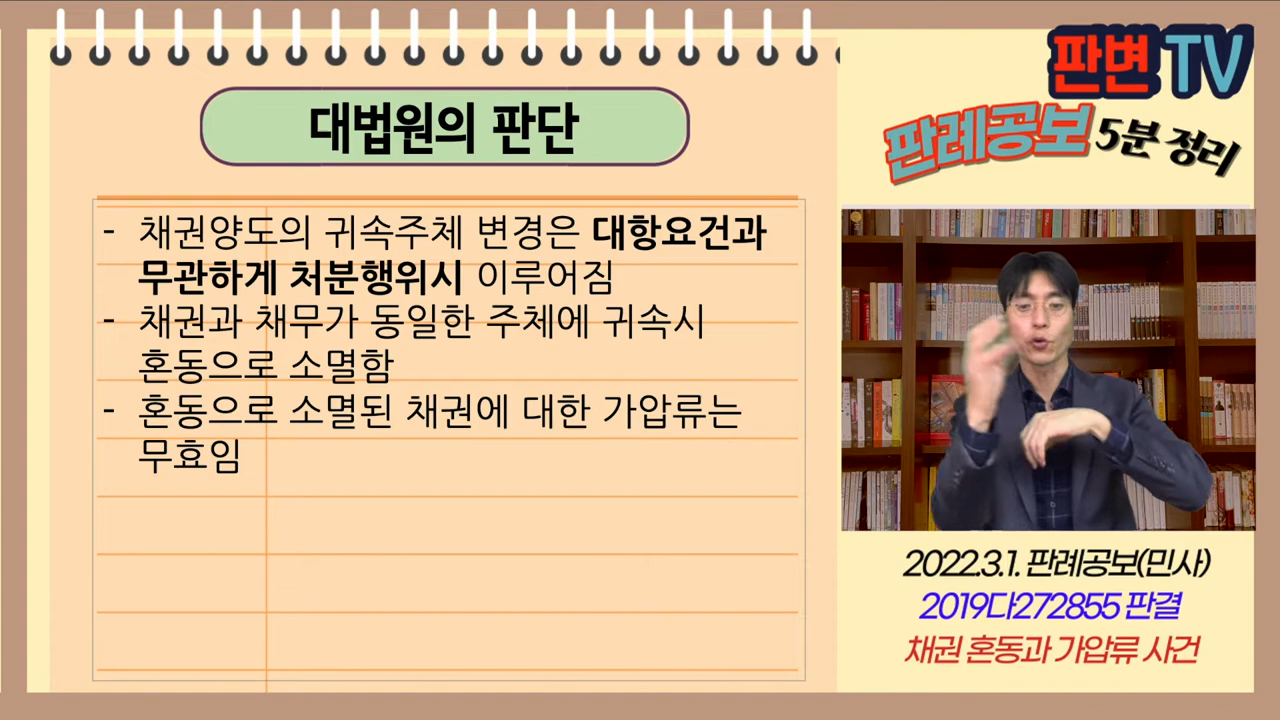 대법원의 판단
- 채권양도의 귀속주체 변경은 대항요건과
무관하게 처분행위시 이루어짐
- 채권과 채무가 동일한 주체에 귀속시
혼동으로 소멸함
- 혼동으로 소멸된 채권에 대한 가압류는
무효임
판변 TV
판례공보 5분 정리
2022.3.1. 판례공보(민사)
2019다272855 판결
채권 혼동과 가압류 사건